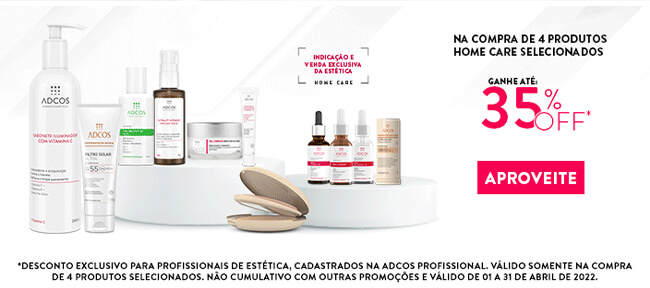 NA COMPRA DE 4 PRODUTOS
HOME CARE SELECIONADOS
GANHE ATÉ:
35%
OFF*
APROVEITE
INDICAÇÃO E
VENDA EXCLUSIVA
DA ESTÉTICA
HOME CARE
ADCOS
SABONETE ILUMINADOR
COM VITAMINA C
ADCOS
FILTRO SOLAR
55
ADCOS
ADCOS
*DESCONTO EXCLUSIVO PARA PROFISSIONAIS DE ESTÉTICA, CADASTRADOS NA ADCOS PROFISSIONAL. VÁLIDO SOMENTE NA COMPRA
DE 4 PRODUTOS SELECIONADOS. NÃO CUMULATIVO COM OUTRAS PROMOÇÕES E VÁLIDO DE 01 A 31 DE ABRIL DE 2022.